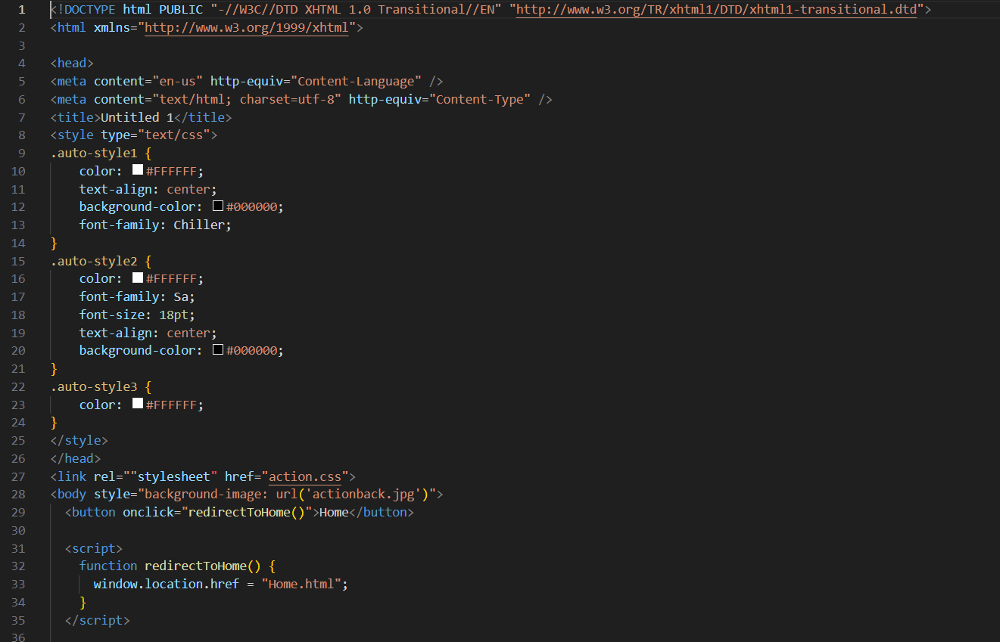 1 <!DOCTYPE html PUBLIC "-//W3C//DTD XHTML 1.0 Transitional//EN" "http://www.w3.org/TR/xhtml1/DTD/xhtml1-transitional.dtd">
2 <html xmlns="http://www.w3.org/1999/xhtml">
3
4 <head>
5 <meta content="en-us" http-equiv="Content-Language" />
6 <meta content="text/html; charset=utf-8" http-equiv="Content-Type" />
7 <title>Untitled 1</title>
8 <style type="text/css">
9 .auto-style1 {
10     color: #FFFFFF;
11     text-align: center;
12     background-color: #000000;
13     font-family: Chiller;
14 }
15 .auto-style2 {
16     color: #FFFFFF;
17     font-family: Sa;
18     font-size: 18pt;
19     text-align: center;
20     background-color: #000000;
21 }
22 .auto-style3 {
23     color: #FFFFFF;
24 }
25 </style>
26 </head>
27 <link rel=""stylesheet" href="action.css">
28 <body style="background-image: url('actionback.jpg')">
29   <button onclick="redirectToHome()">Home</button>
30
31   <script>
32     function redirectToHome() {
33       window.location.href = "Home.html";
34     }
35   </script>
36